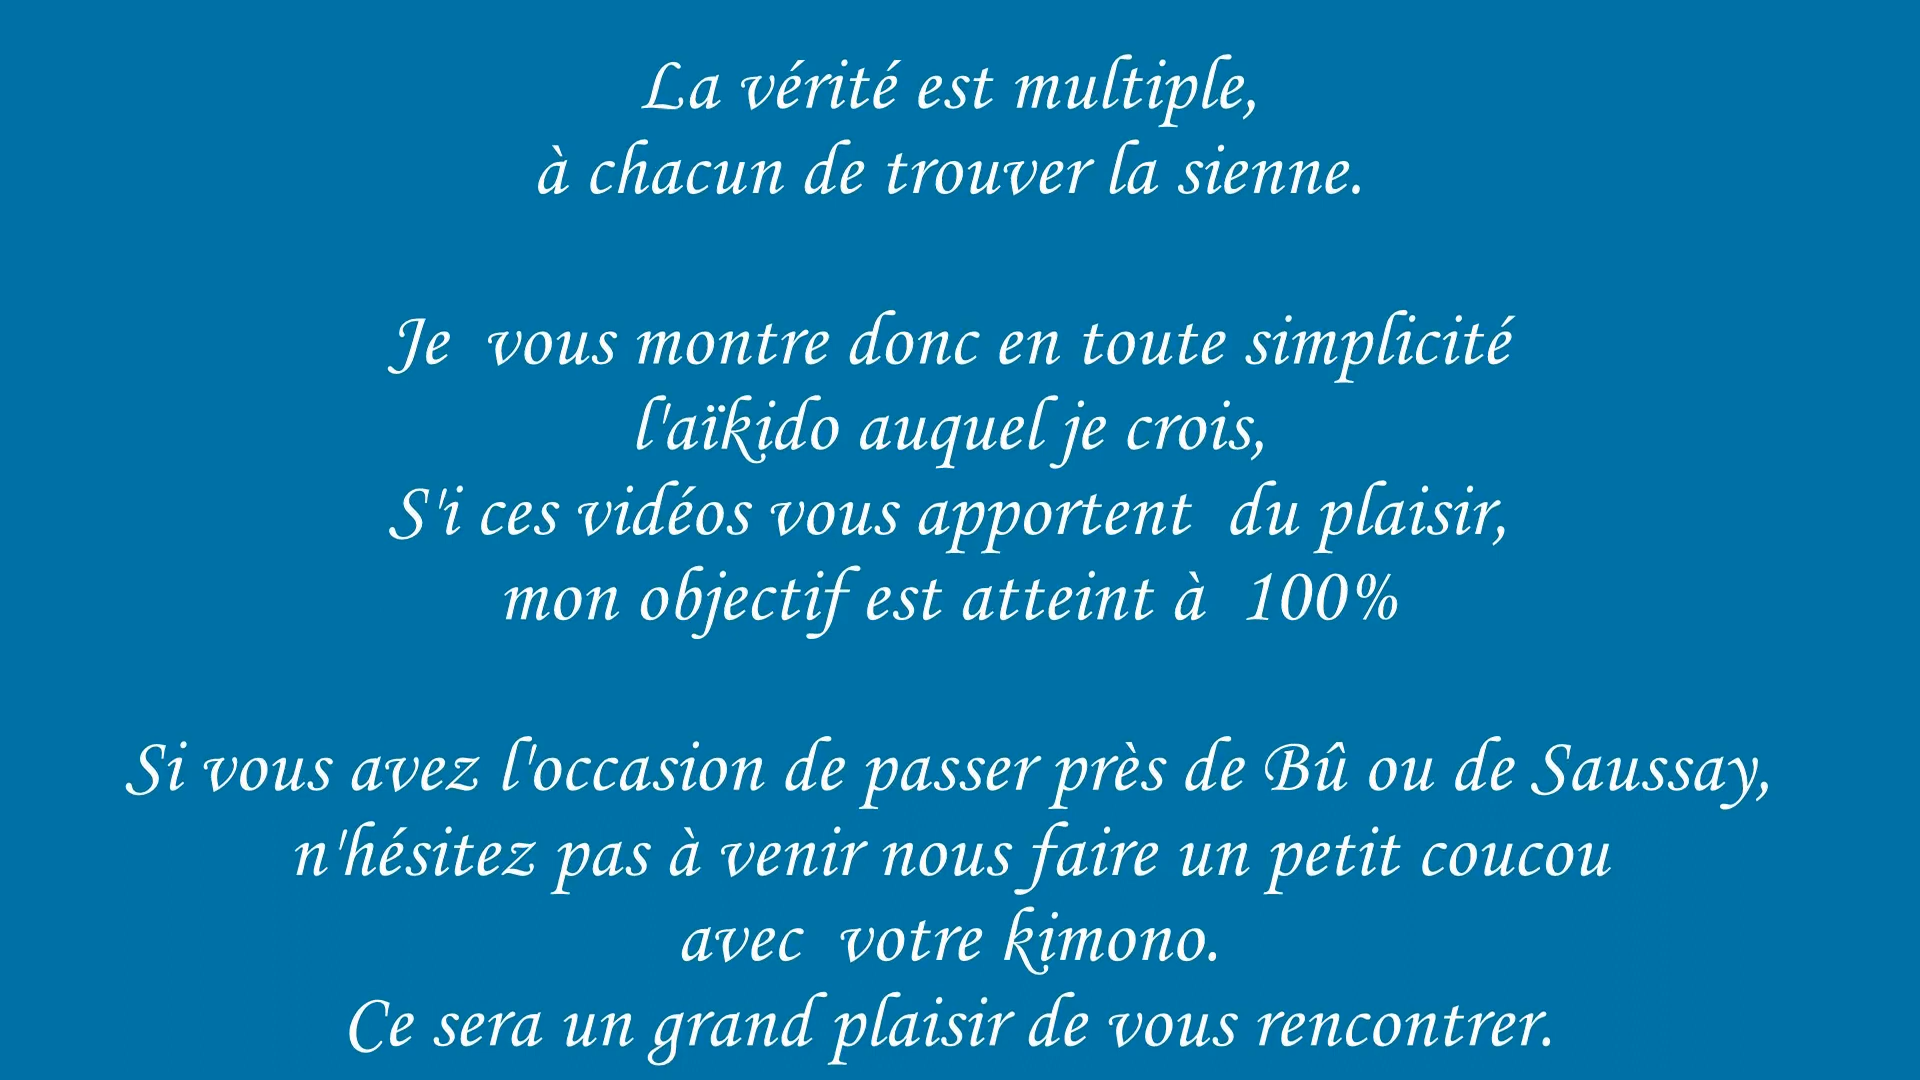 La vérité est multiple,
à chacun de trouver la sienne.
Je  vous montre donc en toute simplicité
l'aïkido auquel je crois,
S'i ces vidéos vous apportent  du plaisir,
mon objectif est atteint à  100%
Si vous avez l'occasion de passer près de Bû ou de Saussay,
n'hésitez pas à venir nous faire un petit coucou
avec  votre kimono.
Ce sera un grand plaisir de vous rencontrer.